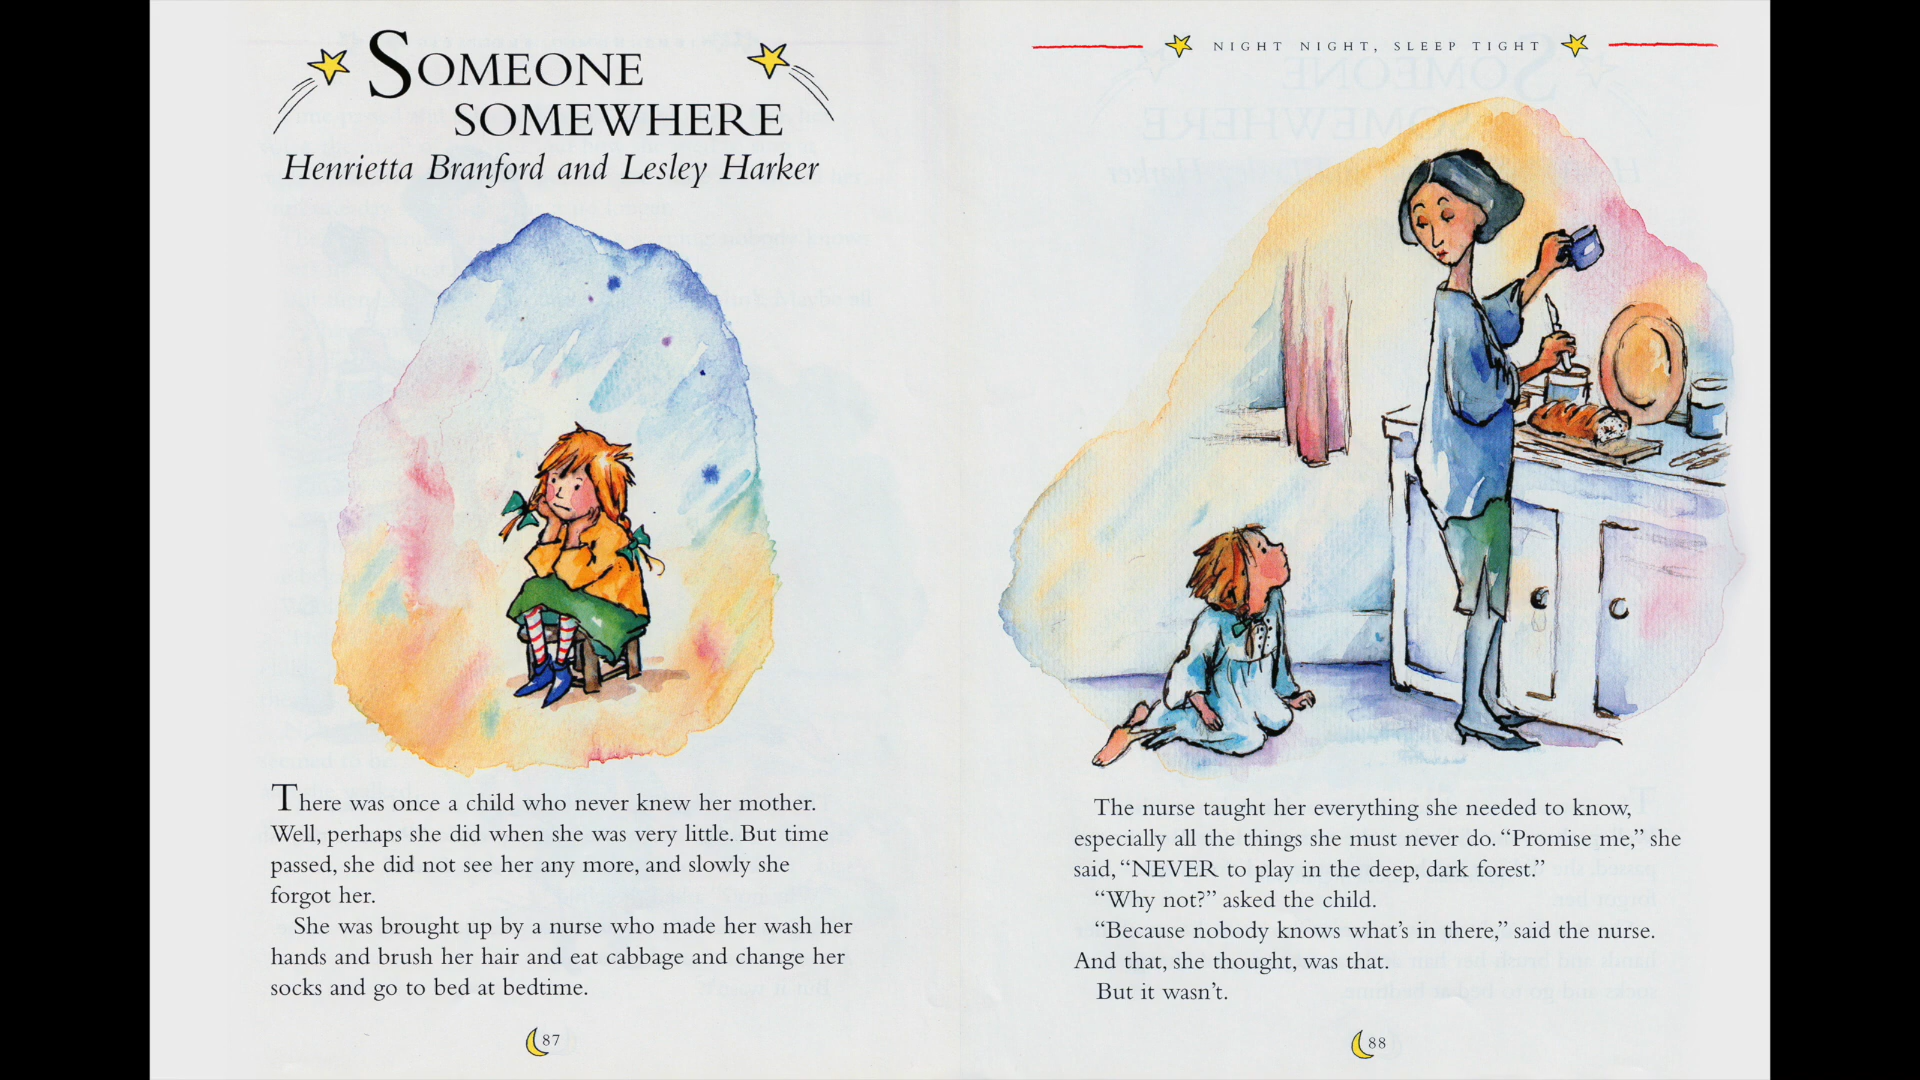 SOMEONE
SOMEWHERE
Henrietta Branford and Lesley Harker
There was once a child who never knew her mother.
Well, perhaps she did when she was very little. But time
passed, she did not see her any more, and slowly she
forgot her.
She was brought up by a nurse who made her wash her
hands and brush her hair and eat cabbage and change her
socks and go to bed at bedtime.
87
NIGHT NIGHT, SLEEP TIGHT
The nurse taught her everything she needed to know,
especially all the things she must never do. “Promise me,” she
said, “NEVER to play in the deep, dark forest.”
“Why not?” asked the child.
“Because nobody knows what’s in there,” said the nurse.
And that, she thought, was that.
But it wasn’t.
88